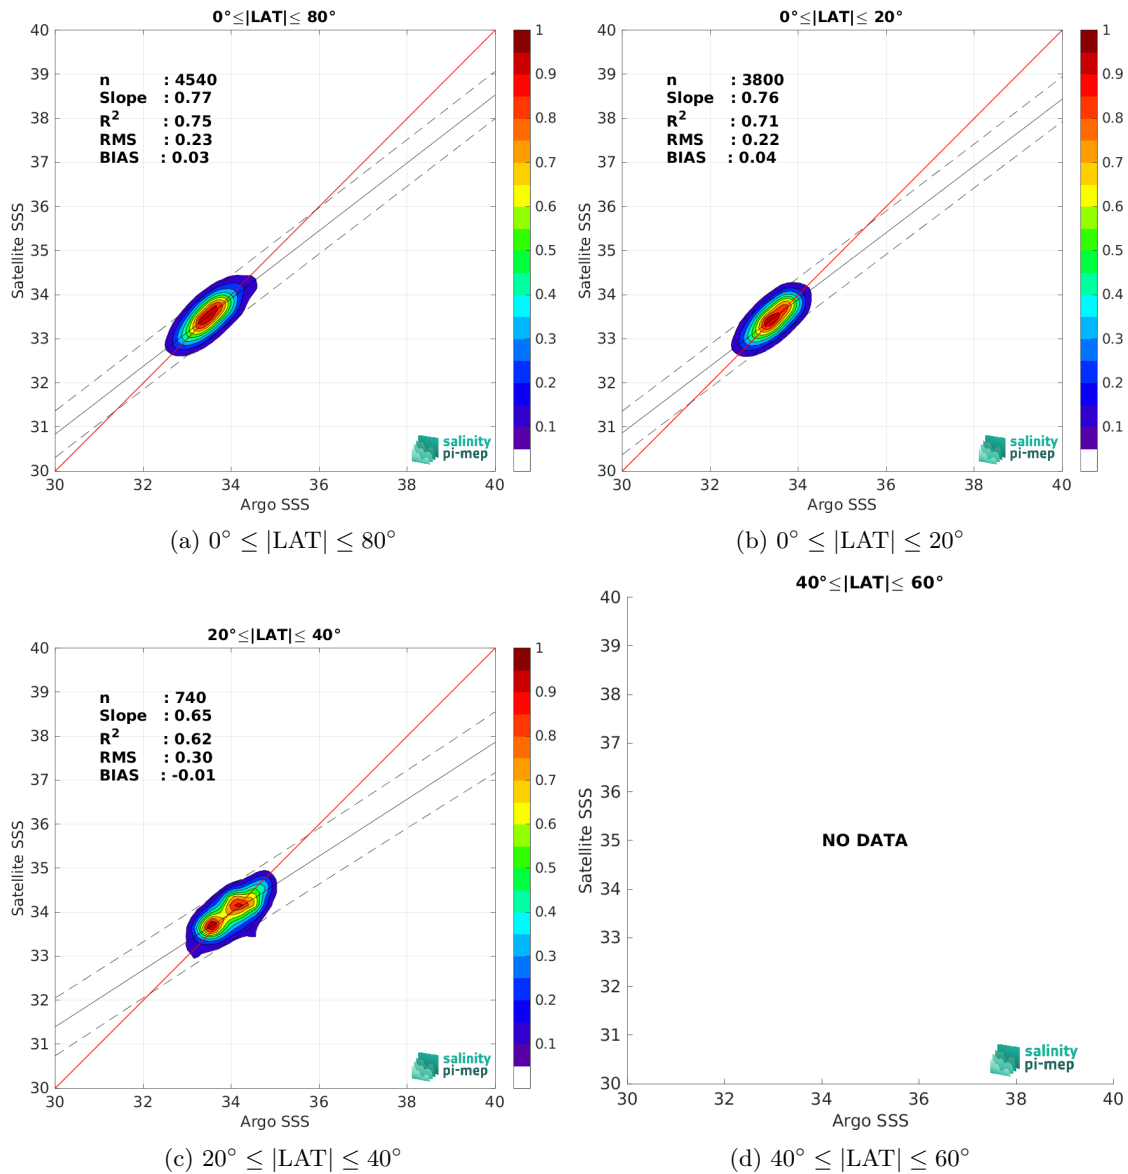 0°≤|LAT|≤ 80°
40
39
38
37
36
35
34
33
32
31
30
Satellite SSS
n : 4540
Slope : 0.77
R² : 0.75
RMS : 0.23
BIAS : 0.03
salinity
pi-mep
30 32 34 36 38 40
Argo SSS
1
0.9
0.8
0.7
0.6
0.5
0.4
0.3
0.2
0.1
(a) 0° ≤ |LAT| ≤ 80°
0°≤|LAT|≤ 20°
40
39
38
37
36
35
34
33
32
31
30
Satellite SSS
n : 3800
Slope : 0.76
R² : 0.71
RMS : 0.22
BIAS : 0.04
salinity
pi-mep
30 32 34 36 38 40
Argo SSS
1
0.9
0.8
0.7
0.6
0.5
0.4
0.3
0.2
0.1
(b) 0° ≤ |LAT| ≤ 20°
20°≤|LAT|≤ 40°
40
39
38
37
36
35
34
33
32
31
30
Satellite SSS
n : 740
Slope : 0.65
R² : 0.62
RMS : 0.30
BIAS : -0.01
salinity
pi-mep
30 32 34 36 38 40
Argo SSS
1
0.9
0.8
0.7
0.6
0.5
0.4
0.3
0.2
0.1
(c) 20° ≤ |LAT| ≤ 40°
40°≤|LAT|≤ 60°
40
39
38
37
36
35
34
33
32
31
30
Satellite SSS
NO DATA
salinity
pi-mep
30 32 34 36 38 40
Argo SSS
(d) 40° ≤ |LAT| ≤ 60°